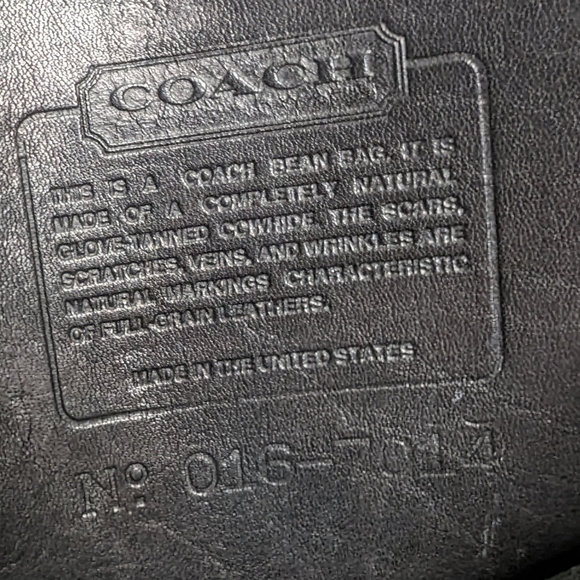 COACH
THIS IS A COACH BEAN BAG. IT IS
MADE OF A COMPLETELY NATURAL
GLOVE-TANNED COWHIDE. THE SCARS,
SCRATCHES, VEINS, AND WRINKLES ARE
NATURAL MARKINGS CHARACTERISTIC
OF FULL-GRAIN LEATHERS.
MADE IN THE UNITED STATES
Nº 016-7014